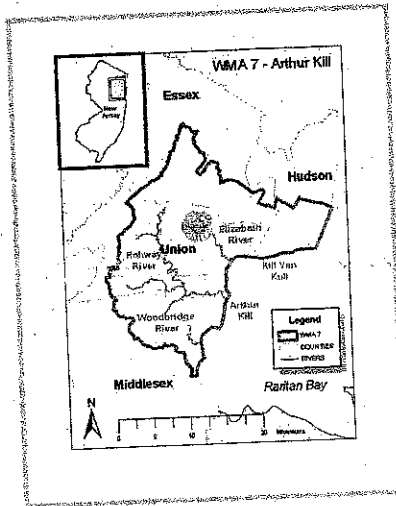 WMA 7 - Arthur Kill
New
Jersey
Essex
Hudson
Elizabeth
River
Union
Rahway
River
Kill Van
Kull
Arthur
Kill
Woodbridge
River
Legend
WMA 7
COUNTIES
RIVERS
Middlesex
Raritan Bay
N
0
5
10
20